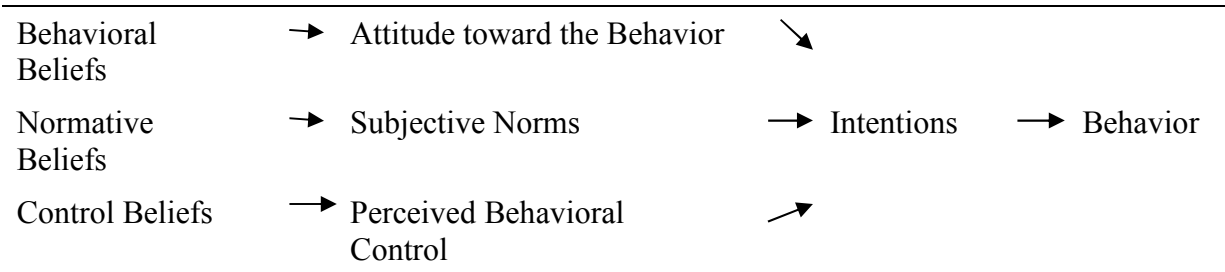 Behavioral Beliefs → Attitude toward the Behavior ↘
Normative Beliefs → Subjective Norms → Intentions → Behavior
Control Beliefs → Perceived Behavioral Control ↗